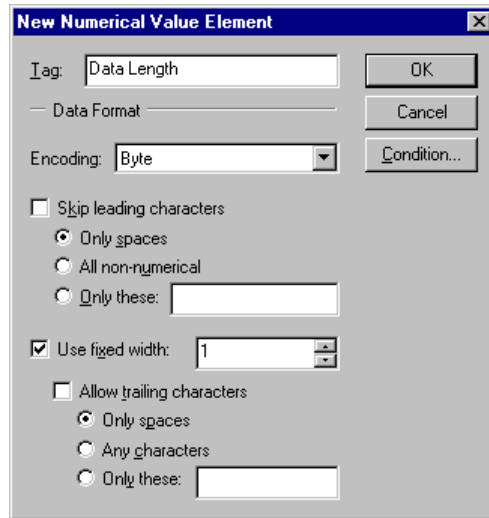 New Numerical Value Element
Tag: Data Length
OK
Data Format
Cancel
Encoding: Byte
Condition...
Skip leading characters
Only spaces
All non-numerical
Only these:
Use fixed width: 1
Allow trailing characters
Only spaces
Any characters
Only these: